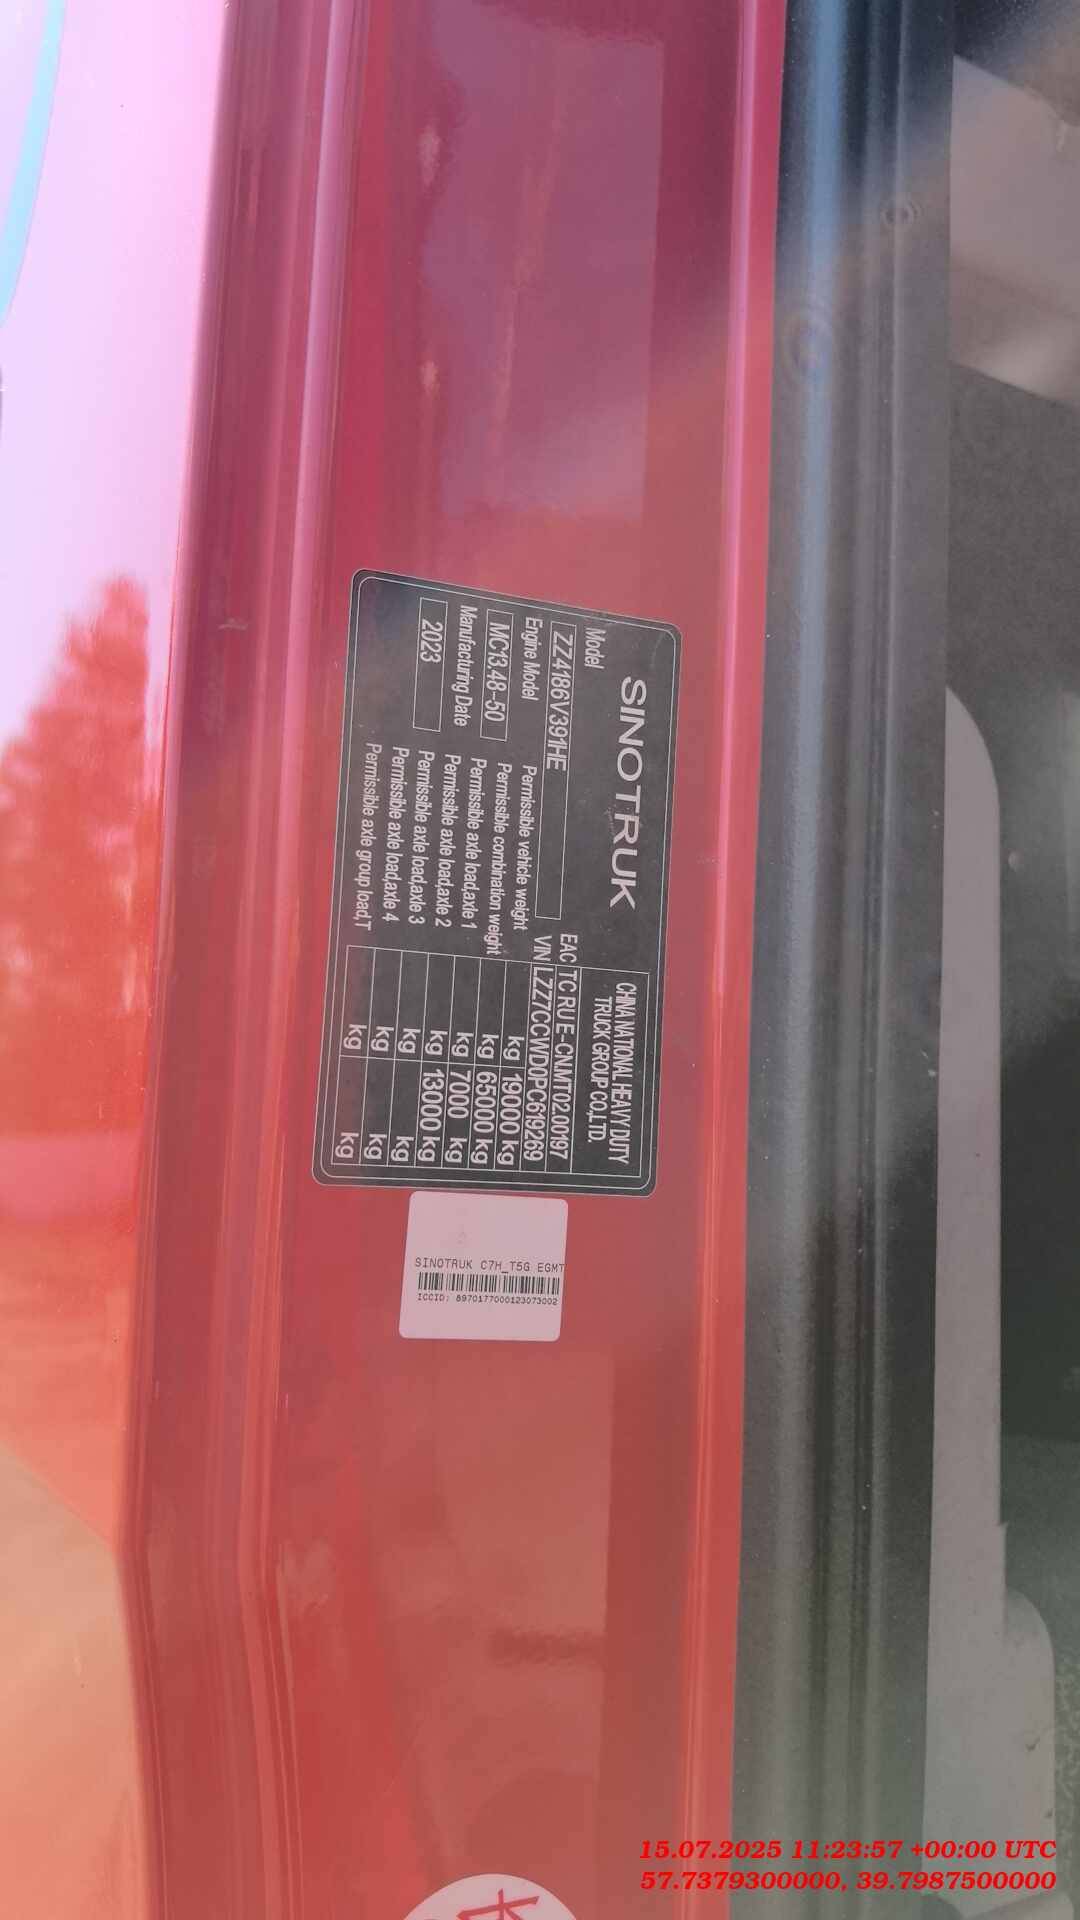 SINOTRUK
CHINA NATIONAL HEAVY DUTY
TRUCK GROUP CO.,LTD.
Model
ZZ4186V391HE
EAC TC RU E-CN.MT02.00197
Engine Model
VIN LZZ7CCWD0PC619269
MC13.48-50
Permissible vehicle weight kg 19000 kg
Permissible combination weight kg 65000 kg
Manufacturing Date
Permissible axle load,axle 1 kg 7000 kg
2023
Permissible axle load,axle 2 kg 13000 kg
Permissible axle load,axle 3 kg kg
Permissible axle load,axle 4 kg kg
Permissible axle group load,T kg kg
SINOTRUK C7H_T5G EGMT
ICCID: 8970177000123073002
15.07.2025 11:23:57 +00:00 UTC
57.7379300000, 39.7987500000